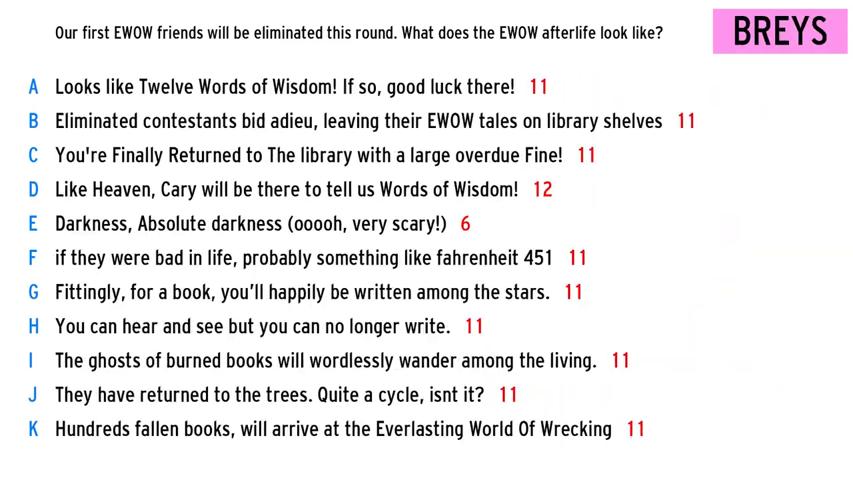 Our first EWOW friends will be eliminated this round. What does the EWOW afterlife look like?
BREYS
A Looks like Twelve Words of Wisdom! If so, good luck there! 11
B Eliminated contestants bid adieu, leaving their EWOW tales on library shelves 11
C You're Finally Returned to The library with a large overdue Fine! 11
D Like Heaven, Cary will be there to tell us Words of Wisdom! 12
E Darkness, Absolute darkness (ooooh, very scary!) 6
F if they were bad in life, probably something like fahrenheit 451 11
G Fittingly, for a book, you’ll happily be written among the stars. 11
H You can hear and see but you can no longer write. 11
I The ghosts of burned books will wordlessly wander among the living. 11
J They have returned to the trees. Quite a cycle, isnt it? 11
K Hundreds fallen books, will arrive at the Everlasting World Of Wrecking 11